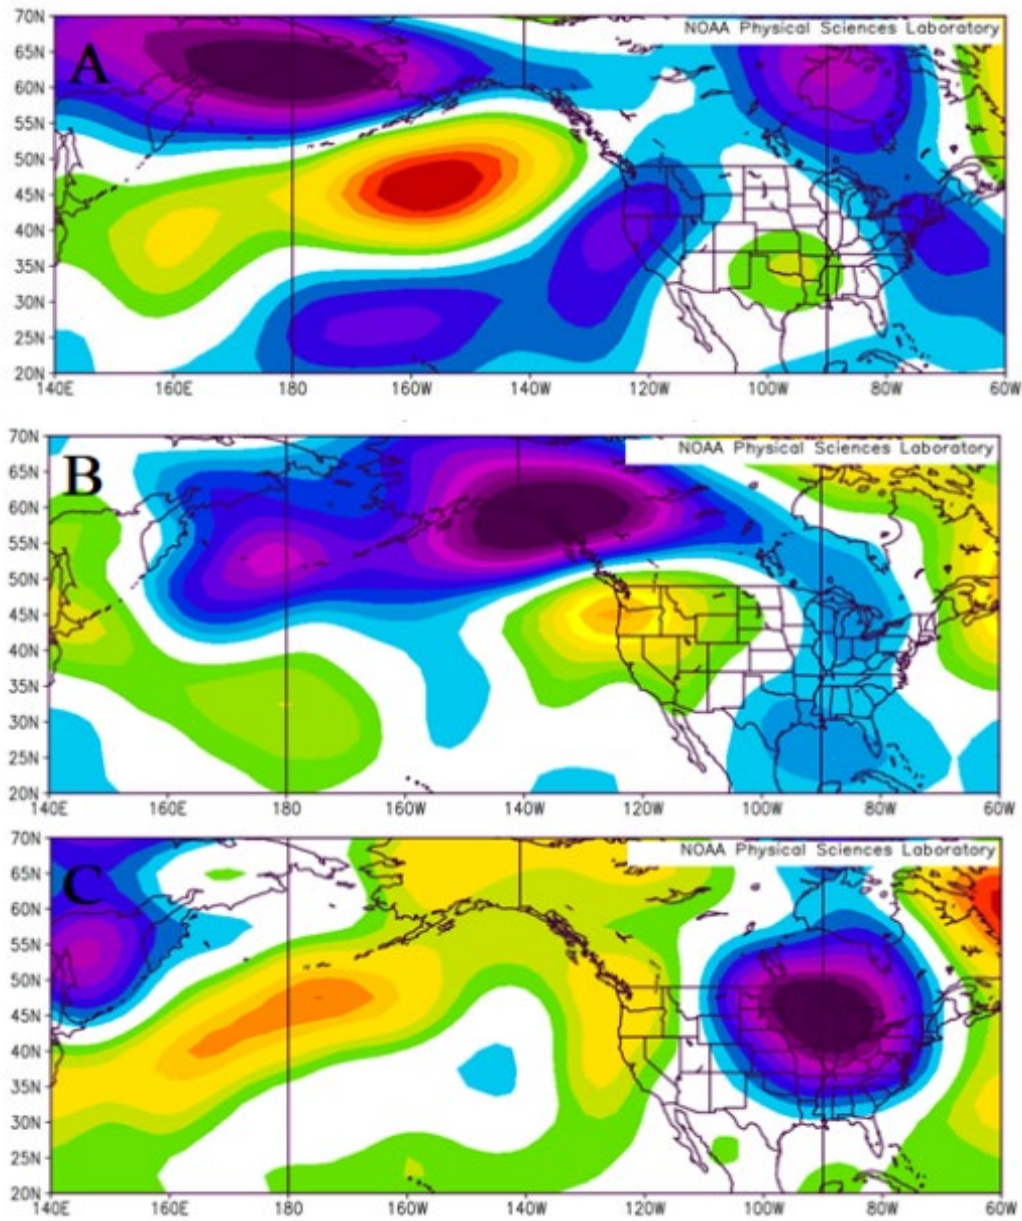 70N
NOAA Physical Sciences Laboratory
65N
A
60N
55N
50N
45N
40N
35N
30N
25N
20N
140E 160E 180 160W 140W 120W 100W 80W 60W
70N
NOAA Physical Sciences Laboratory
65N
B
60N
55N
50N
45N
40N
35N
30N
25N
20N
140E 160E 180 160W 140W 120W 100W 80W 60W
70N
NOAA Physical Sciences Laboratory
65N
C
60N
55N
50N
45N
40N
35N
30N
25N
20N
140E 160E 180 160W 140W 120W 100W 80W 60W